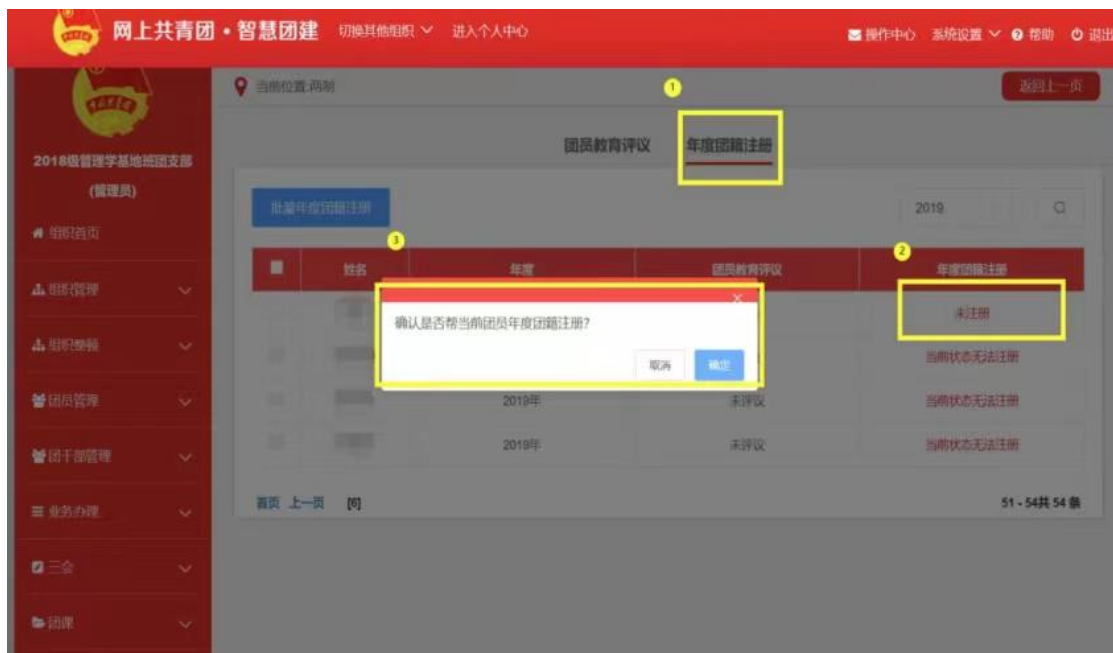 网上共青团·智慧团建 切换其他组织 进入个人中心 操作中心 系统设置 帮助 退出
当前位置:两制 返回上一页
1
团员教育评议 年度团籍注册
2018级管理学基地班团支部
(管理员)
批量年度团籍注册 2019
组织首页
3
2
姓名 年度 团员教育评议 年度团籍注册
组织管理
未注册
确认是否帮当前团员年度团籍注册?
组织整顿
当前状态无法注册
取消 确定
团员管理
2019年 未评议 当前状态无法注册
2019年 未评议 当前状态无法注册
团干部管理
首页 上一页 [6] 51 - 54共 54 条
业务办理
三会
团课